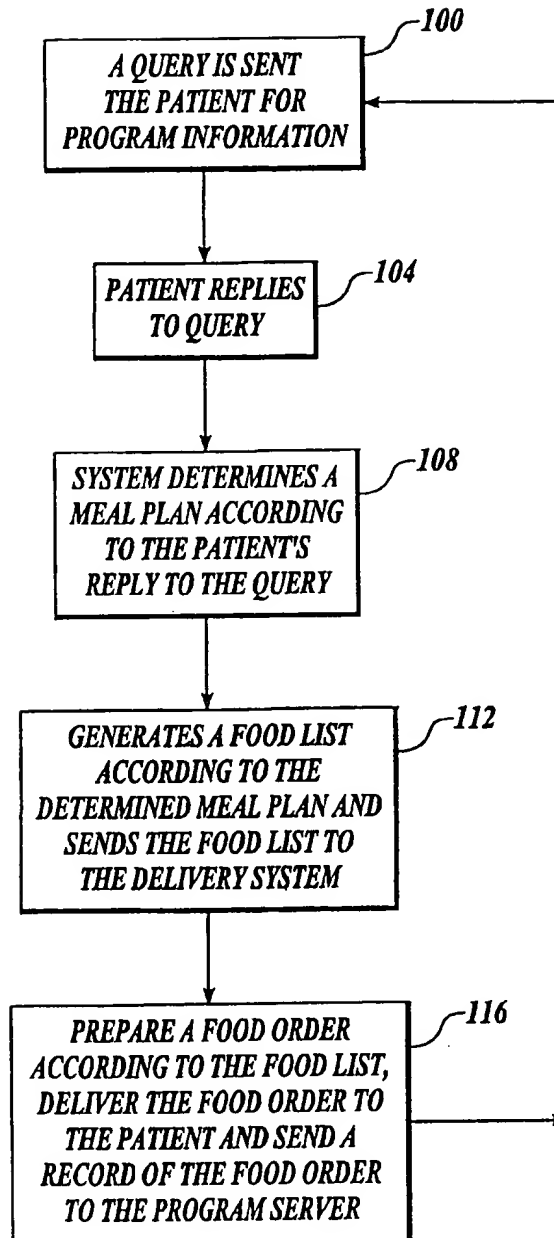 100
A QUERY IS SENT
THE PATIENT FOR
PROGRAM INFORMATION
104
PATIENT REPLIES
TO QUERY
108
SYSTEM DETERMINES A
MEAL PLAN ACCORDING
TO THE PATIENT'S
REPLY TO THE QUERY
112
GENERATES A FOOD LIST
ACCORDING TO THE
DETERMINED MEAL PLAN AND
SENDS THE FOOD LIST TO
THE DELIVERY SYSTEM
116
PREPARE A FOOD ORDER
ACCORDING TO THE FOOD LIST,
DELIVER THE FOOD ORDER TO
THE PATIENT AND SEND A
RECORD OF THE FOOD ORDER
TO THE PROGRAM SERVER